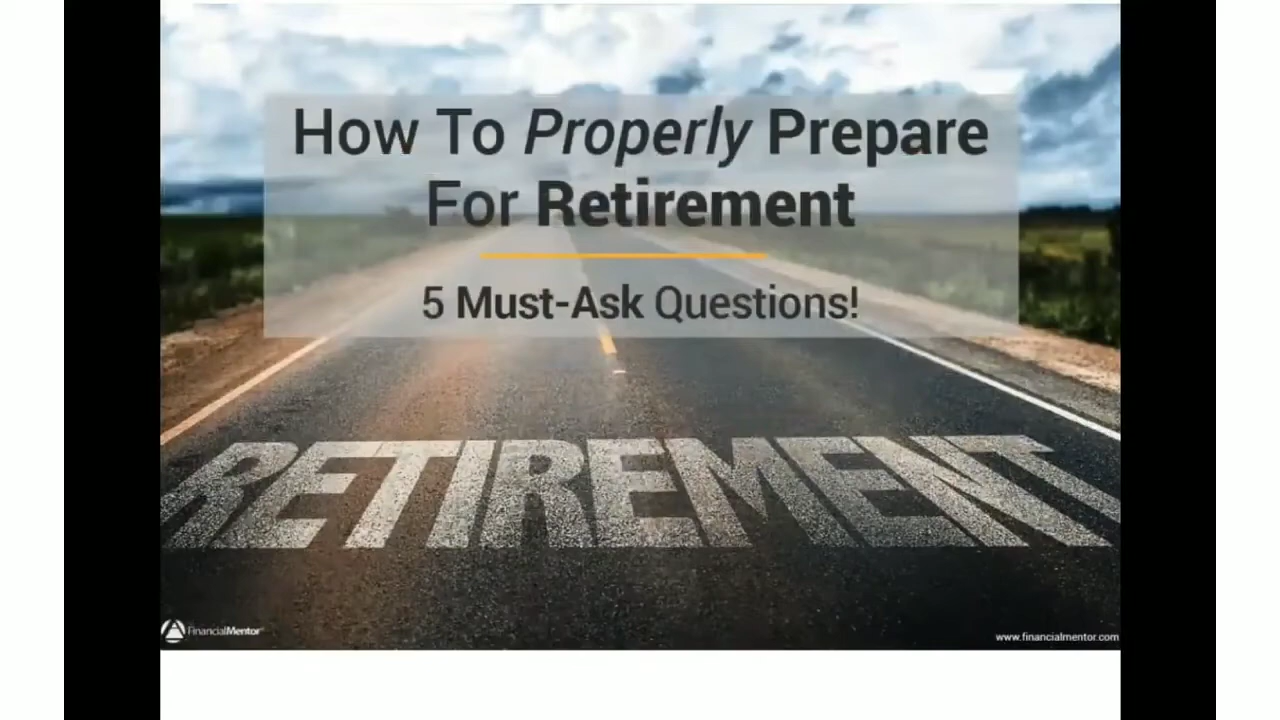 How To Properly Prepare
For Retirement
5 Must-Ask Questions!
RETIREMENT
FinancialMentor
www.financialmentor.com